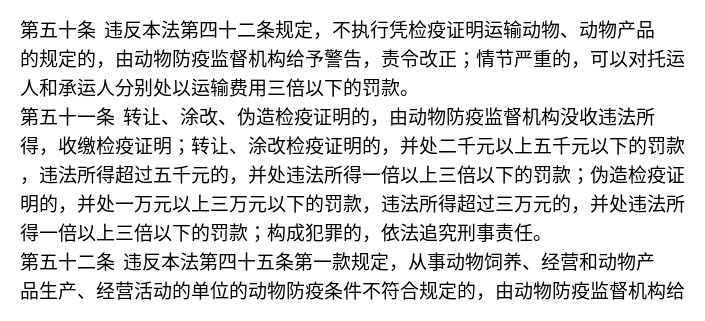 第五十条 违反本法第四十二条规定，不执行凭检疫证明运输动物、动物产品
的规定的，由动物防疫监督机构给予警告，责令改正；情节严重的，可以对托运
人和承运人分别处以运输费用三倍以下的罚款。
第五十一条 转让、涂改、伪造检疫证明的，由动物防疫监督机构没收违法所
得，收缴检疫证明；转让、涂改检疫证明的，并处二千元以上五千元以下的罚款
，违法所得超过五千元的，并处违法所得一倍以上三倍以下的罚款；伪造检疫证
明的，并处一万元以上三万元以下的罚款，违法所得超过三万元的，并处违法所
得一倍以上三倍以下的罚款；构成犯罪的，依法追究刑事责任。
第五十二条 违反本法第四十五条第一款规定，从事动物饲养、经营和动物产
品生产、经营活动的单位的动物防疫条件不符合规定的，由动物防疫监督机构给